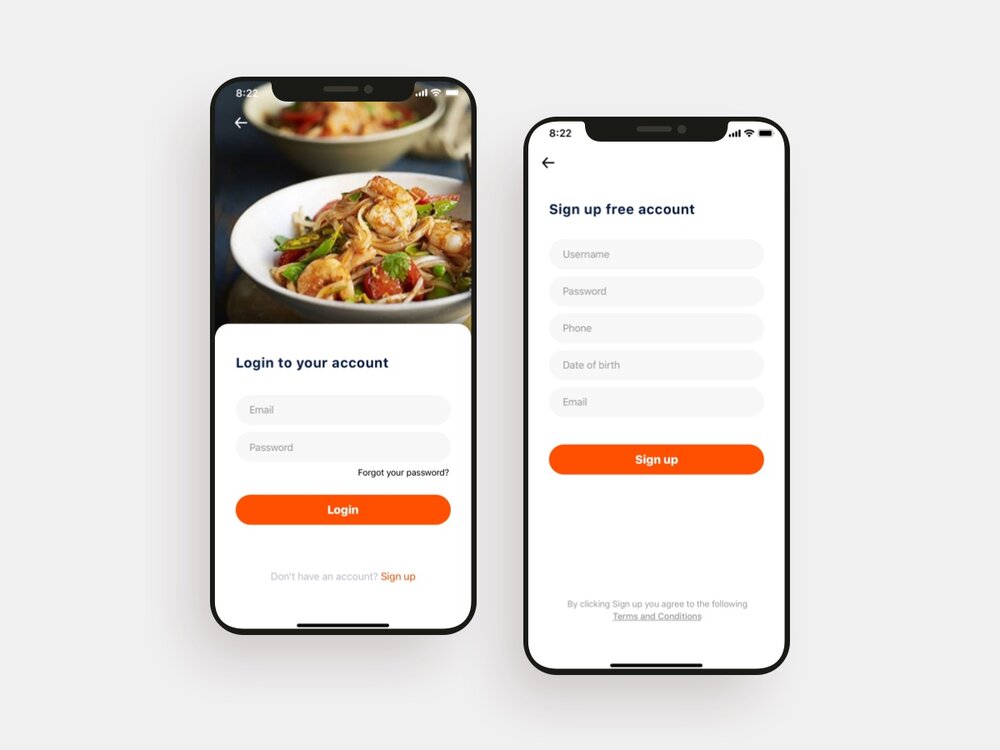 8:22
Login to your account
Email
Password
Forgot your password?
Login
Don't have an account? Sign up
8:22
Sign up free account
Username
Password
Phone
Date of birth
Email
Sign up
By clicking Sign up you agree to the following
Terms and Conditions